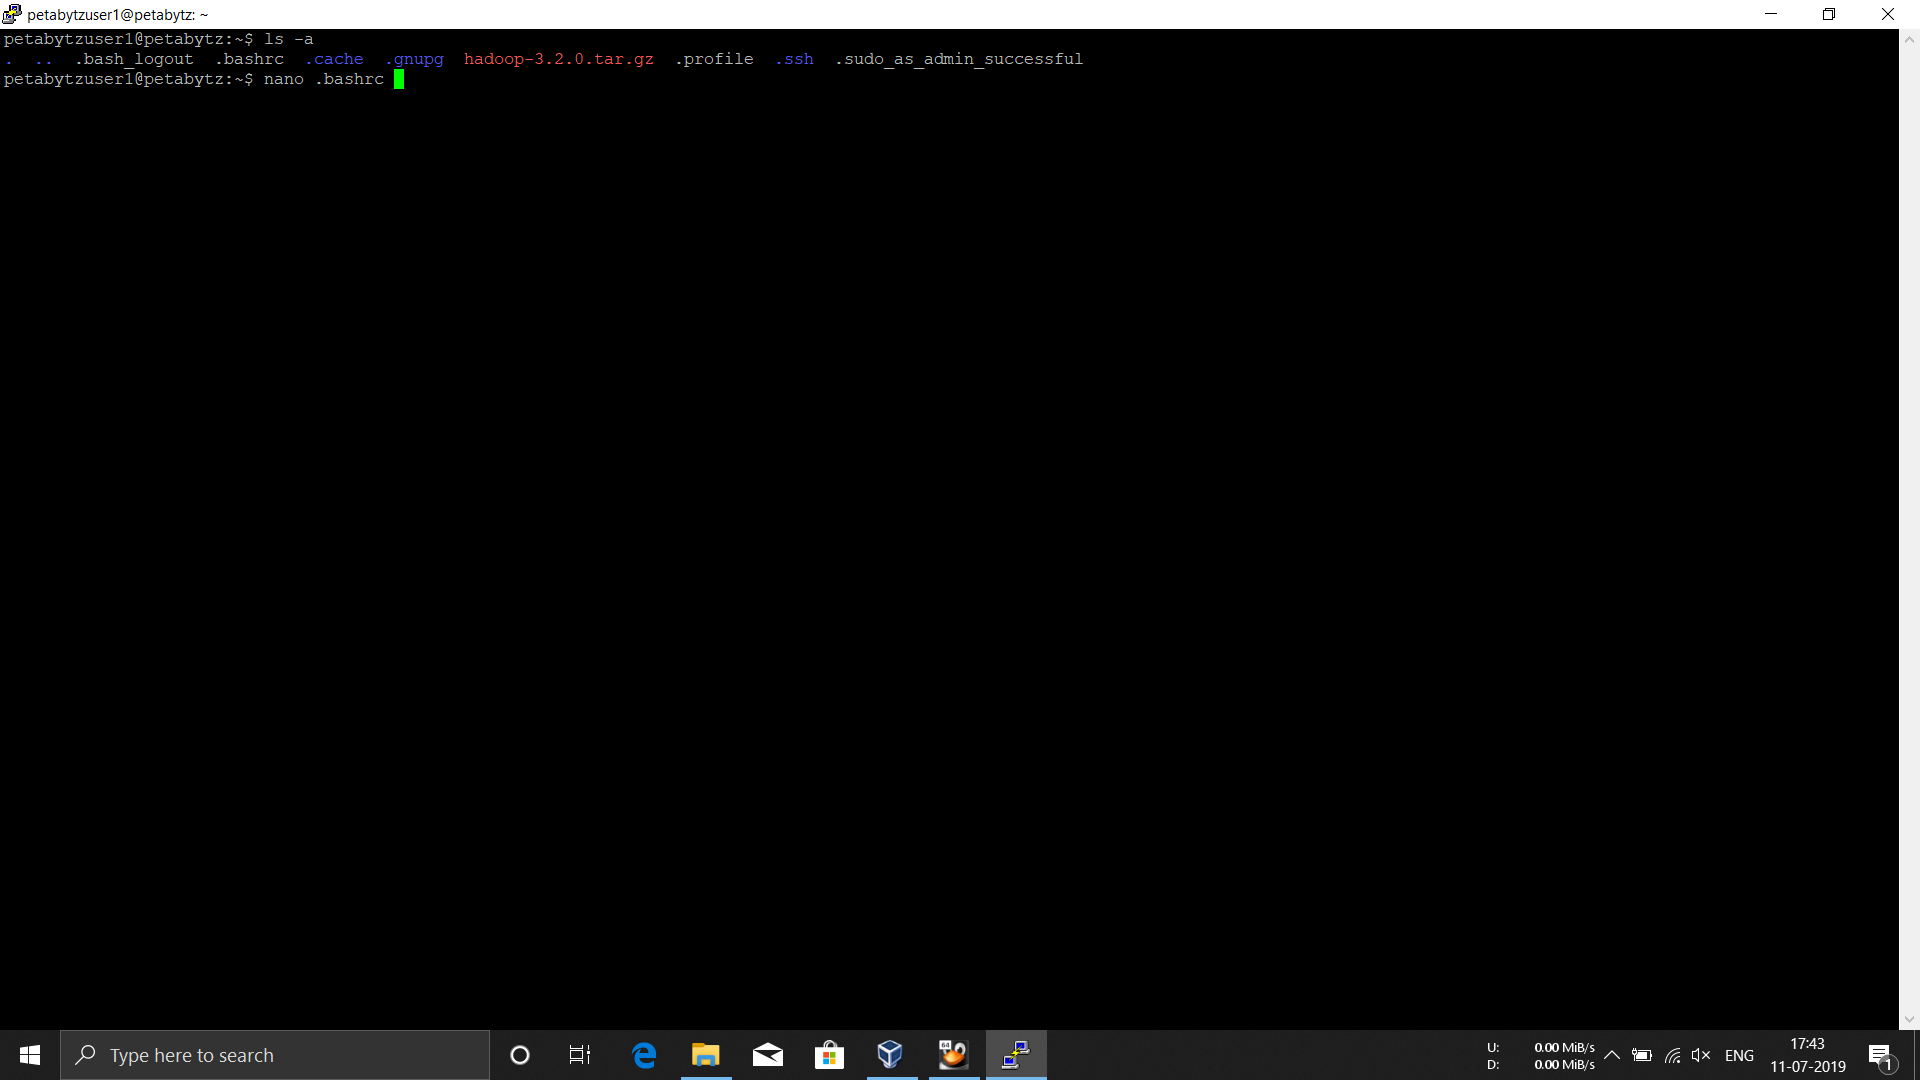 petabytzuser1@petabytz: ~
petabytzuser1@petabytz:~$ ls -a
.  ..  .bash_logout  .bashrc  .cache  .gnupg  hadoop-3.2.0.tar.gz  .profile  .ssh  .sudo_as_admin_successful
petabytzuser1@petabytz:~$ nano .bashrc
Type here to search
64
U: 0.00 MiB/s
D: 0.00 MiB/s
ENG
17:43
11-07-2019
1